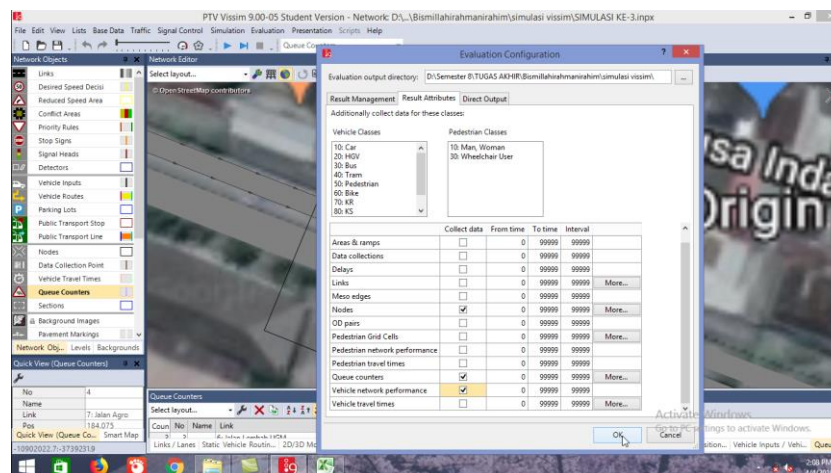 PTV Vissim 9.00-05 Student Version - Network: D:\...\Bismillahirahmanirahim\simulasi vissim\SIMULASI KE-3.inpx
File Edit View Lists Base Data Traffic Signal Control Simulation Evaluation Presentation Scripts Help
Queue Co
Network Objects
Links
Desired Speed Decisi
Reduced Speed Area
Conflict Areas
Priority Rules
Stop Signs
Signal Heads
Detectors
Vehicle Inputs
Vehicle Routes
Parking Lots
Public Transport Stop
Public Transport Line
Nodes
Data Collection Point
Vehicle Travel Times
Queue Counters
Sections
Background Images
Pavement Markings
Network Obj... Levels Backgrounds
Quick View (Queue Counters)
No 4
Name
Link 7: Jalan Agro
Pos 184.075
Quick View (Queue Co... Smart Map
Network Editor
Select layout...
© OpenStreetMap contributors
usa Inda
Origin
Queue Counters
Select layout...
Coun No Name Link
Links / Lanes Static Vehicle Routin... 2D/3D Mo
Evaluation Configuration
Evaluation output directory: D:\Semester 8\TUGAS AKHIR\Bismillahirahmanirahim\simulasi vissim\
Result Management Result Attributes Direct Output
Additionally collect data for these classes:
Vehicle Classes Pedestrian Classes
10: Car
20: HGV
30: Bus
40: Tram
50: Pedestrian
60: Bike
70: KR
80: KS
10: Man, Woman
30: Wheelchair User
Collect data From time To time Interval
Areas & ramps 0 99999 99999
Data collections 0 99999 99999
Delays 0 99999 99999
Links 0 99999 99999 More...
Meso edges 0 99999 99999
Nodes 0 99999 99999 More...
OD pairs 0 99999 99999
Pedestrian Grid Cells 0 99999 99999 More...
Pedestrian network performance 0 99999 99999
Pedestrian travel times 0 99999 99999
Queue counters 0 99999 99999 More...
Vehicle network performance 0 99999 99999 More...
Vehicle travel times 0 99999 99999 More...
OK Cancel
Activate Windows
Go to PC settings to activate Windows.
Vehicle Inputs / Vehi... Queu
2:08 PM